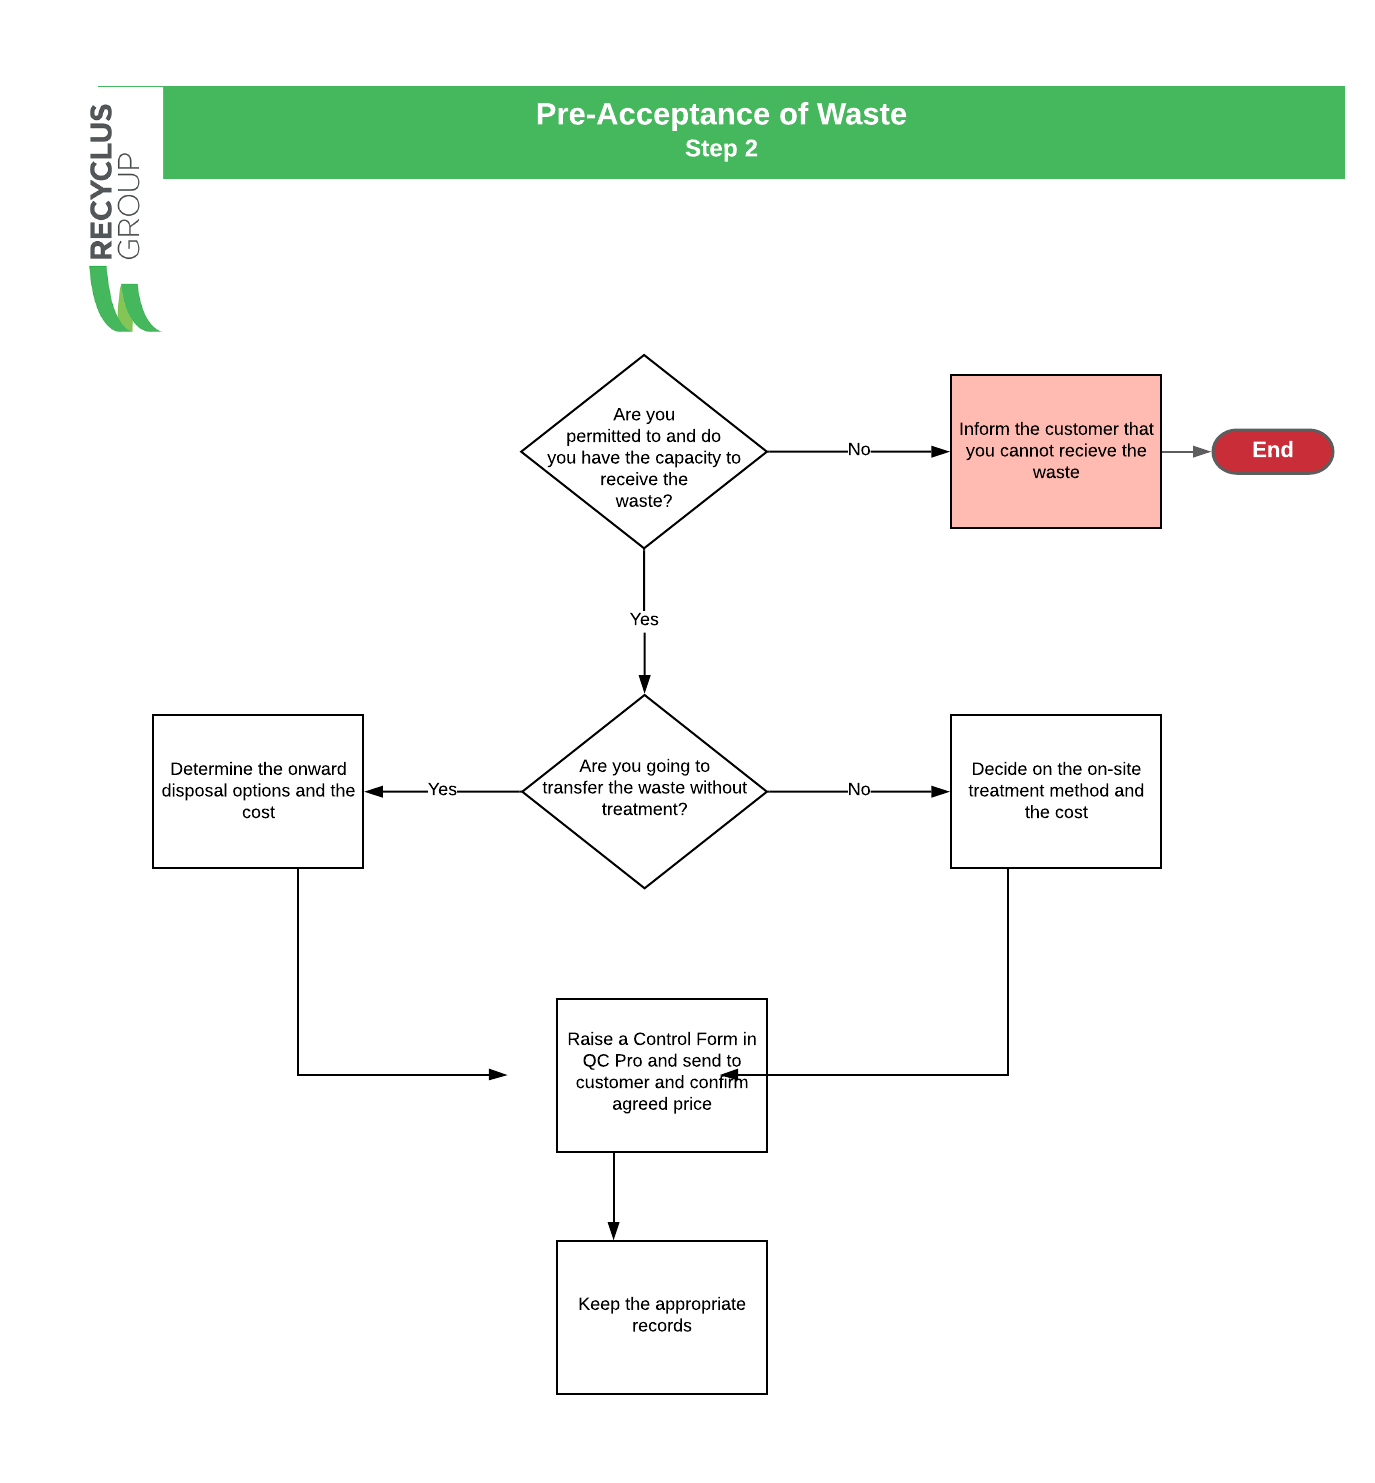 Pre-Acceptance of Waste
Step 2
RECYCLUS
GROUP
Are you
permitted to and do
you have the capacity to
receive the
waste?
No
Inform the customer that
you cannot recieve the
waste
End
Yes
Determine the onward
disposal options and the
cost
Yes
Are you going to
transfer the waste without
treatment?
No
Decide on the on-site
treatment method and
the cost
Raise a Control Form in
QC Pro and send to
customer and confirm
agreed price
Keep the appropriate
records